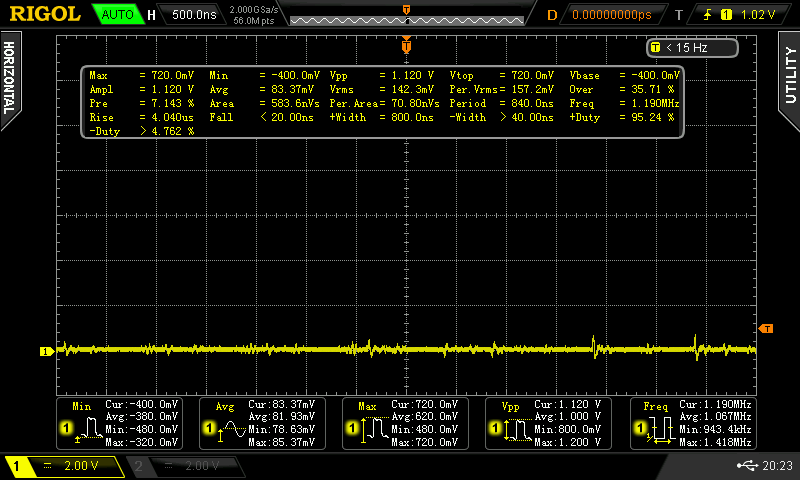 RIGOL AUTO H 500.0ns 2.000GSa/s 56.0M pts T D 0.00000000ps T 1 1.02 V
HORIZONTAL
UTILITY
T < 15 Hz
Max = 720.0mV Min = -400.0mV Vpp = 1.120 V Vtop = 720.0mV Vbase = -400.0mV
Ampl = 1.120 V Avg = 83.37mV Vrms = 142.3mV Per.Vrms= 157.2mV Over = 35.71 %
Pre = 7.143 % Area = 583.6nVs Per.Area= 70.80nVs Period = 840.0ns Freq = 1.190MHz
Rise = 4.040us Fall < 20.00ns +Width = 800.0ns -Width > 40.00ns +Duty = 95.24 %
-Duty > 4.762 %
T
T
1
Min Cur:-400.0mV
Avg:-380.0mV
1 Min:-480.0mV
Max:-320.0mV
Avg Cur:83.37mV
Avg:81.93mV
1 Min:78.63mV
Max:85.37mV
Max Cur:720.0mV
Avg:620.0mV
1 Min:480.0mV
Max:720.0mV
Vpp Cur:1.120 V
Avg:1.000 V
1 Min:800.0mV
Max:1.200 V
Freq Cur:1.190MHz
Avg:1.067MHz
1 Min:943.4kHz
Max:1.418MHz
1 2.00 V 2 2.00 V 20:23